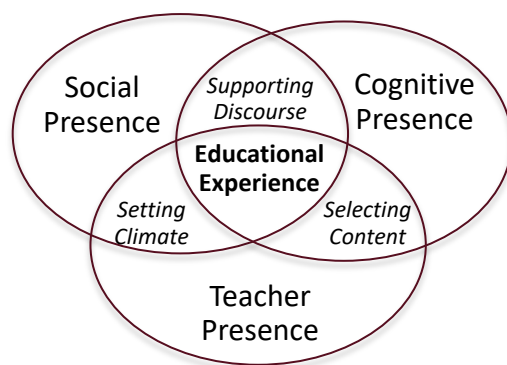 Social
Presence
Supporting
Discourse
Cognitive
Presence
Educational
Experience
Setting
Climate
Selecting
Content
Teacher
Presence